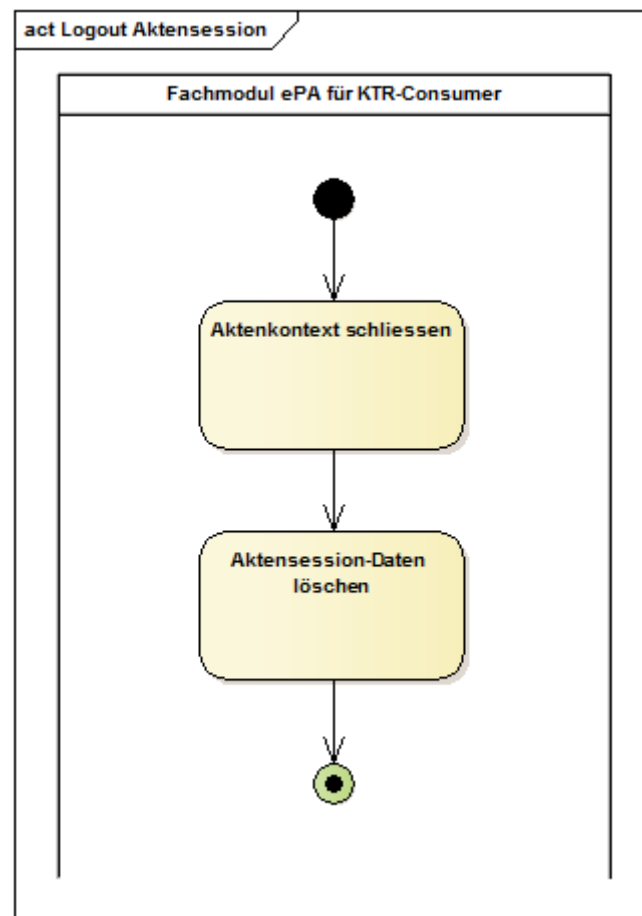 act Logout Aktensession
Fachmodul ePA für KTR-Consumer
Aktenkontext schliessen
Aktensession-Daten
löschen